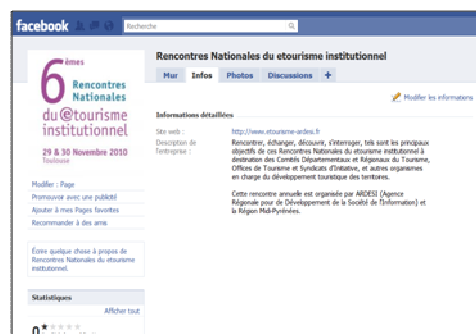 facebook
Recherche
6èmes
Rencontres
Nationales
du @tourisme
institutionnel
29 & 30 Novembre 2010
Toulouse
Rencontres Nationales du etourisme institutionnel
Mur Infos Photos Discussions +
Modifier les informations
Informations détaillées
Site web : http://www.etourisme-ardesi.fr
Description de l'entreprise :
Rencontrer, échanger, découvrir, s'interroger, tels sont les principaux
objectifs de ces Rencontres Nationales du etourisme institutionnel à
destination des Comités Départementaux et Régionaux du Tourisme,
Offices de Tourisme et Syndicats d'Initiative, et autres organismes
en charge du développement touristique des territoires.
Cette rencontre annuelle est organisée par ARDESI (Agence
Régionale pour le Développement de la Société de l'Information) et
la Région Midi-Pyrénées.
Modifier : Page
Promouvoir avec une publicité
Ajouter à mes Pages favorites
Recommander à des amis
Écrire quelque chose à propos de
Rencontres Nationales du etourisme
institutionnel.
Statistiques
Afficher tout
0